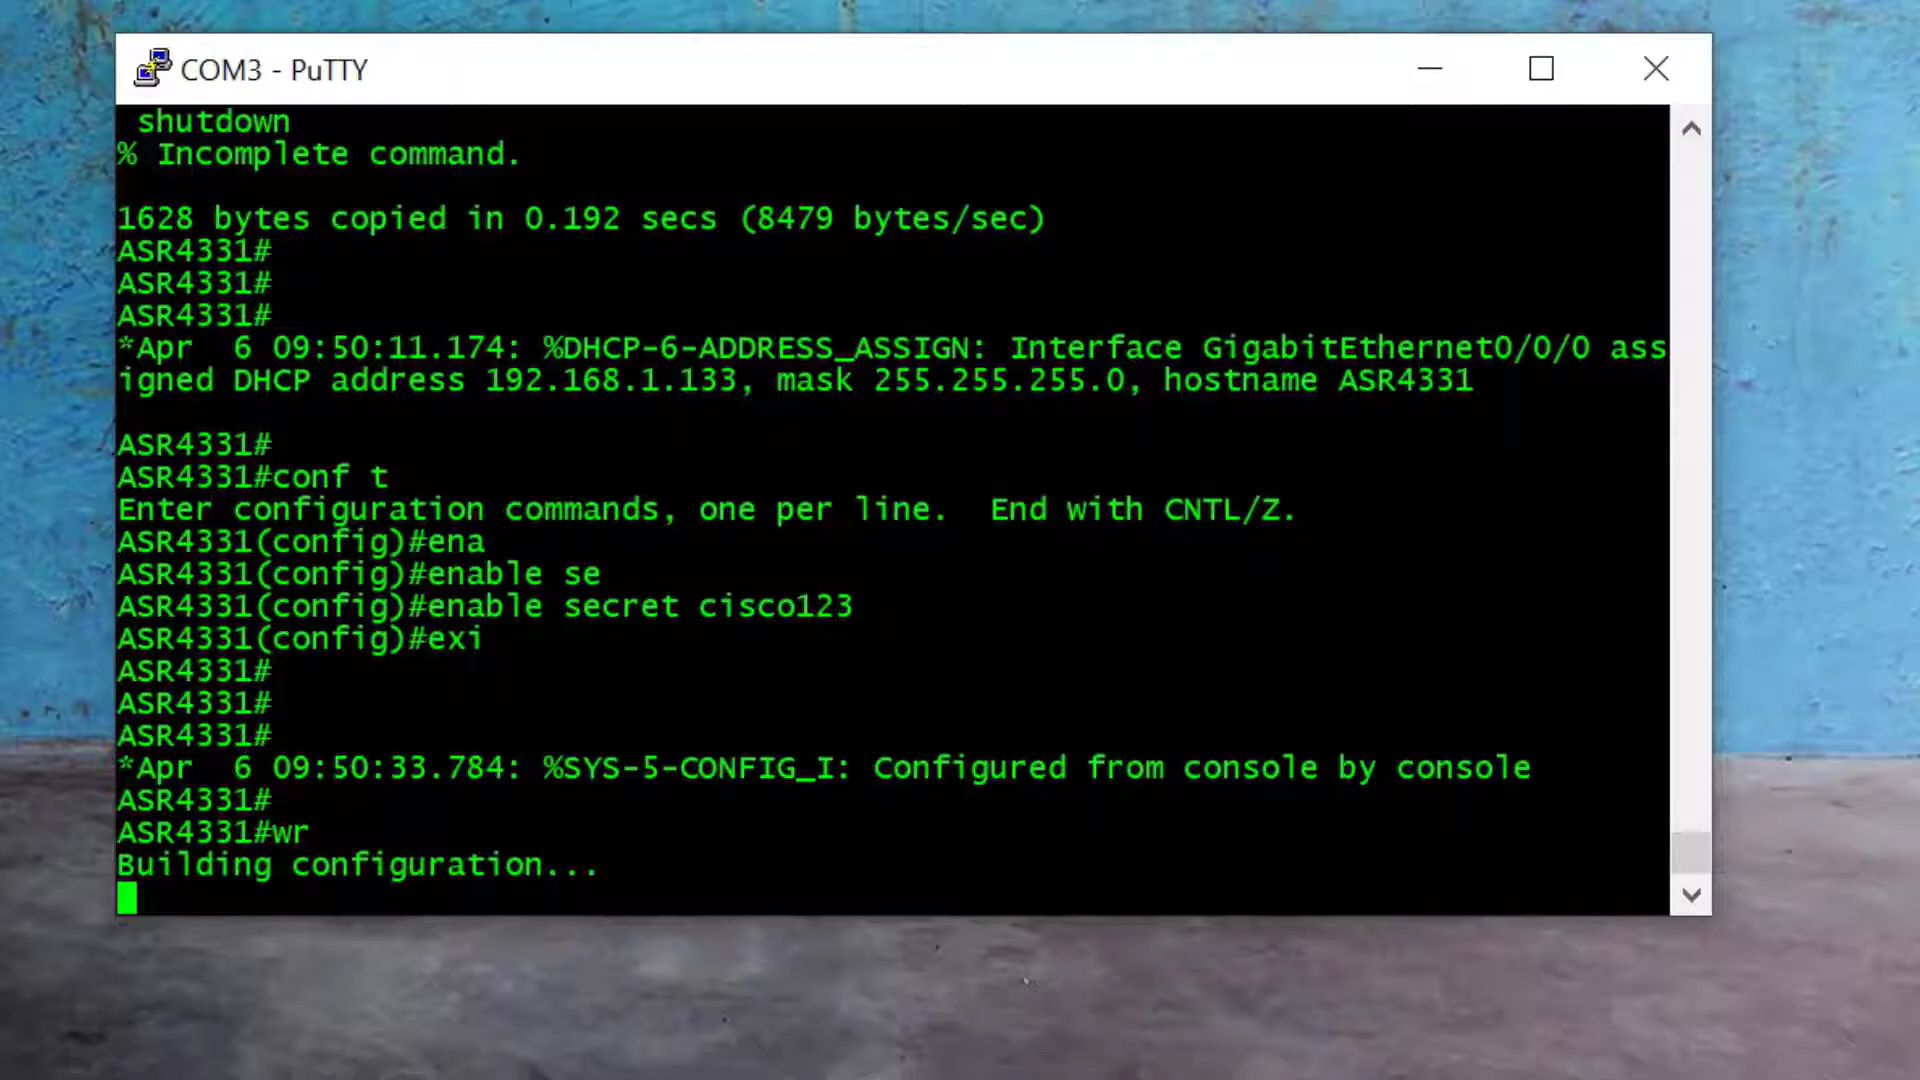 COM3 - PuTTY
shutdown
% Incomplete command.
1628 bytes copied in 0.192 secs (8479 bytes/sec)
ASR4331#
ASR4331#
ASR4331#
*Apr  6 09:50:11.174: %DHCP-6-ADDRESS_ASSIGN: Interface GigabitEthernet0/0/0 ass
igned DHCP address 192.168.1.133, mask 255.255.255.0, hostname ASR4331
ASR4331#
ASR4331#conf t
Enter configuration commands, one per line.  End with CNTL/Z.
ASR4331(config)#ena
ASR4331(config)#enable se
ASR4331(config)#enable secret cisco123
ASR4331(config)#exi
ASR4331#
ASR4331#
ASR4331#
*Apr  6 09:50:33.784: %SYS-5-CONFIG_I: Configured from console by console
ASR4331#
ASR4331#wr
Building configuration...